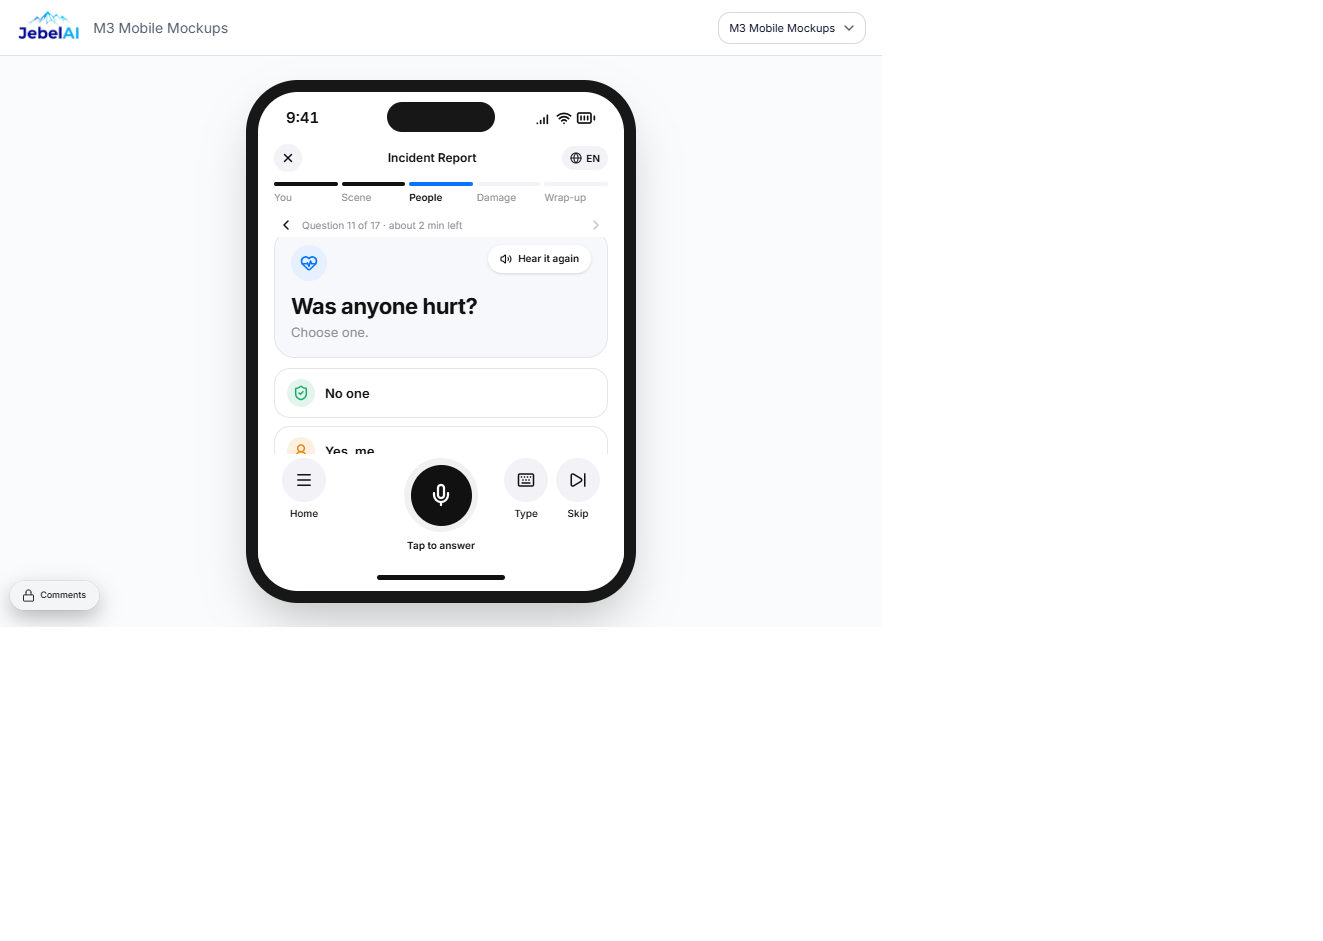 JebelAI
M3 Mobile Mockups
M3 Mobile Mockups
9:41
Incident Report
EN
You
Scene
People
Damage
Wrap-up
Question 11 of 17 · about 2 min left
Hear it again
Was anyone hurt?
Choose one.
No one
Yes, me
Home
Type
Skip
Tap to answer
Comments